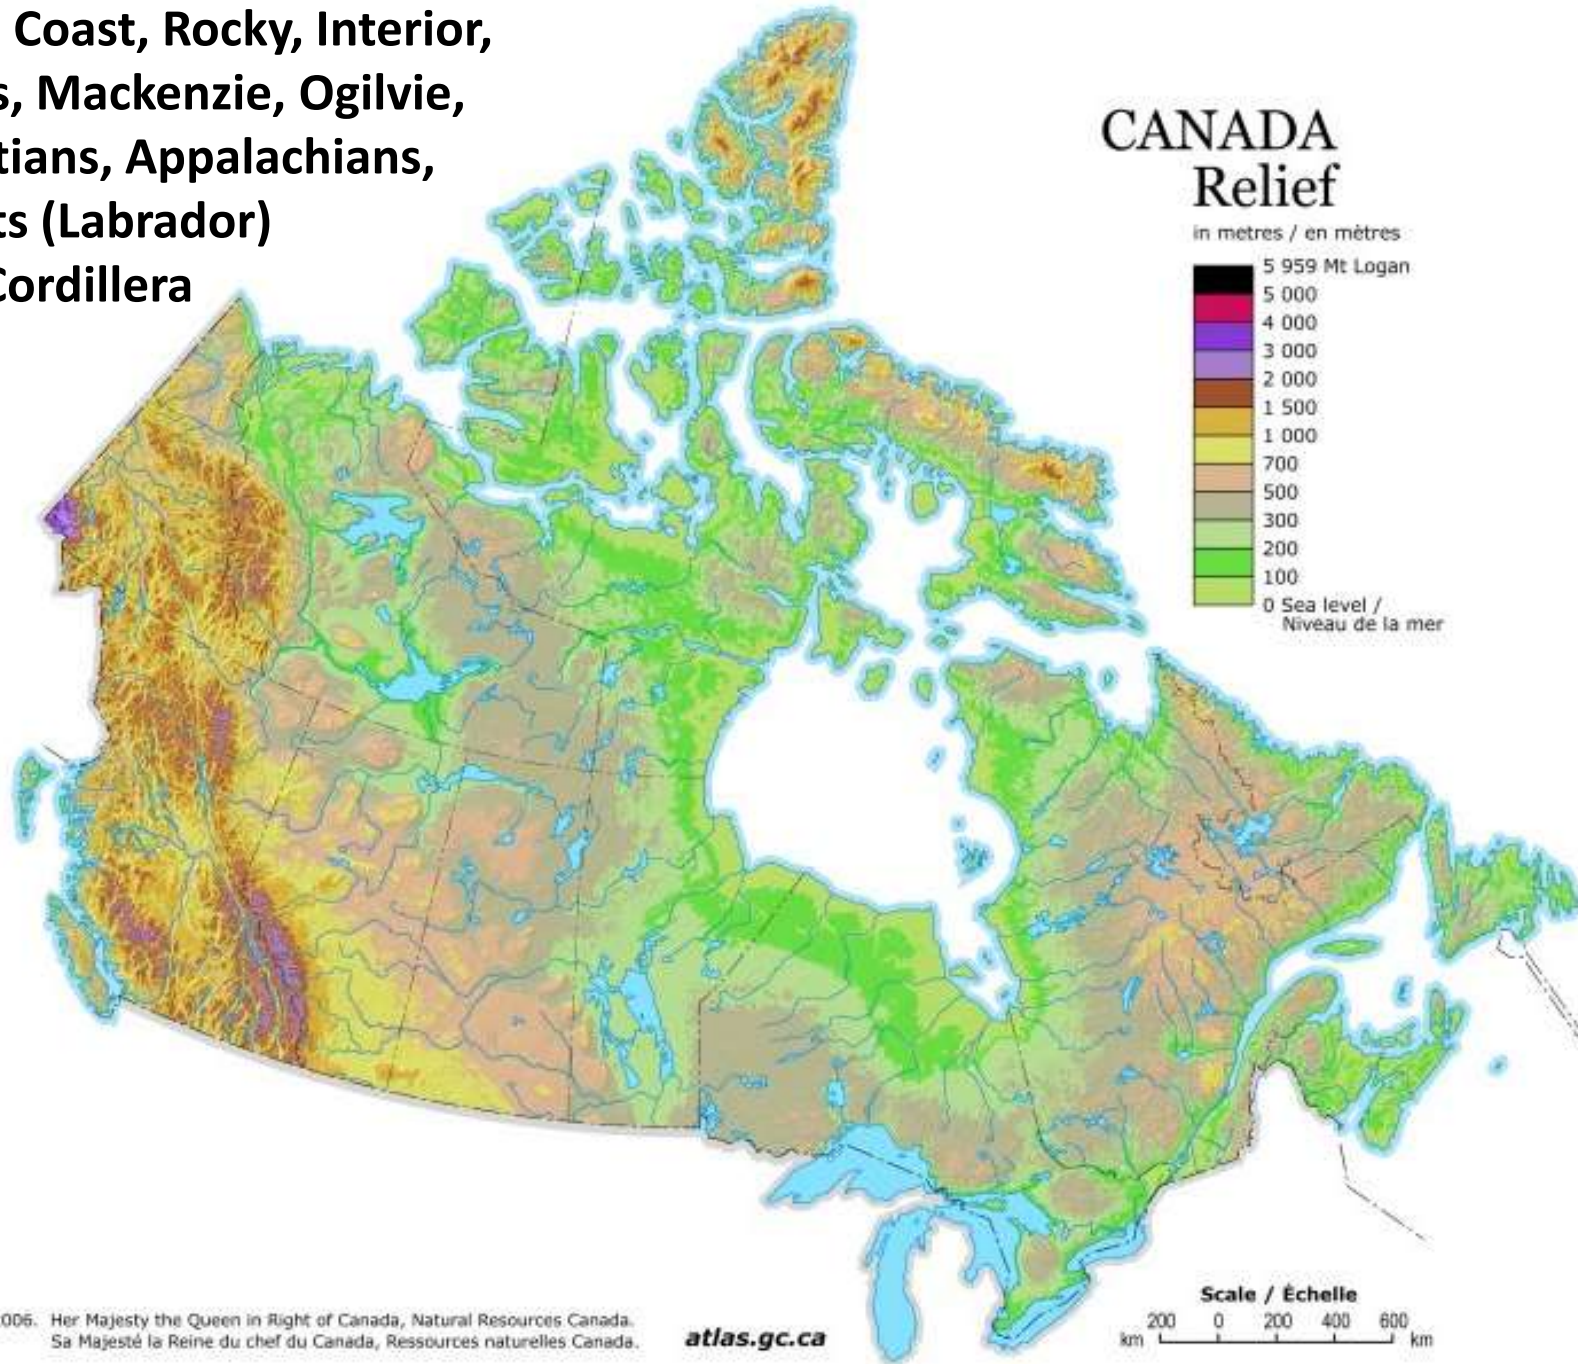 Coast, Rocky, Interior,
s, Mackenzie, Ogilvie,
tians, Appalachians,
ts (Labrador)
Cordillera
CANADA
Relief
in metres / en mètres
5 959 Mt Logan
5 000
4 000
3 000
2 000
1 500
1 000
700
500
300
200
100
0 Sea level /
Niveau de la mer
006. Her Majesty the Queen in Right of Canada, Natural Resources Canada.
Sa Majesté la Reine du chef du Canada, Ressources naturelles Canada.
atlas.gc.ca
Scale / Échelle
km 200 0 200 400 600 km